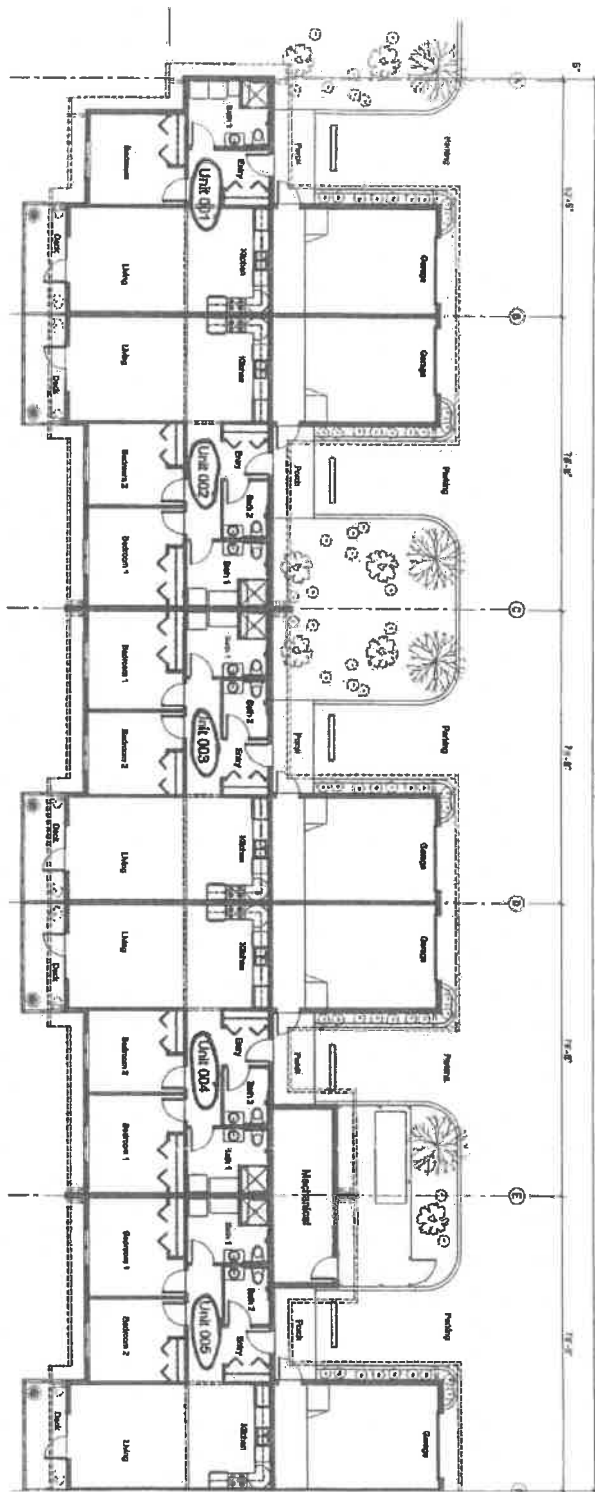 A
Bath 1
Entry
Unit 001
Bedroom
Parking
Living
Kitchen
Garage
Deck
B
Living
Kitchen
Garage
Deck
Bedroom 2
Unit 002
Entry
Bath 2
Porch
Parking
Bedroom 1
Bath 1
C
Bedroom 1
Bath 1
Unit 003
Bath 2
Bedroom 2
Entry
Parking
Living
Kitchen
Garage
Deck
D
Living
Kitchen
Garage
Deck
Bedroom 2
Unit 004
Entry
Bath 2
Bedroom 1
Bath 1
Mechanical
E
Bedroom 1
Bath 1
Unit 005
Bath 2
Bedroom 2
Entry
Porch
Parking
Living
Kitchen
Garage
Deck